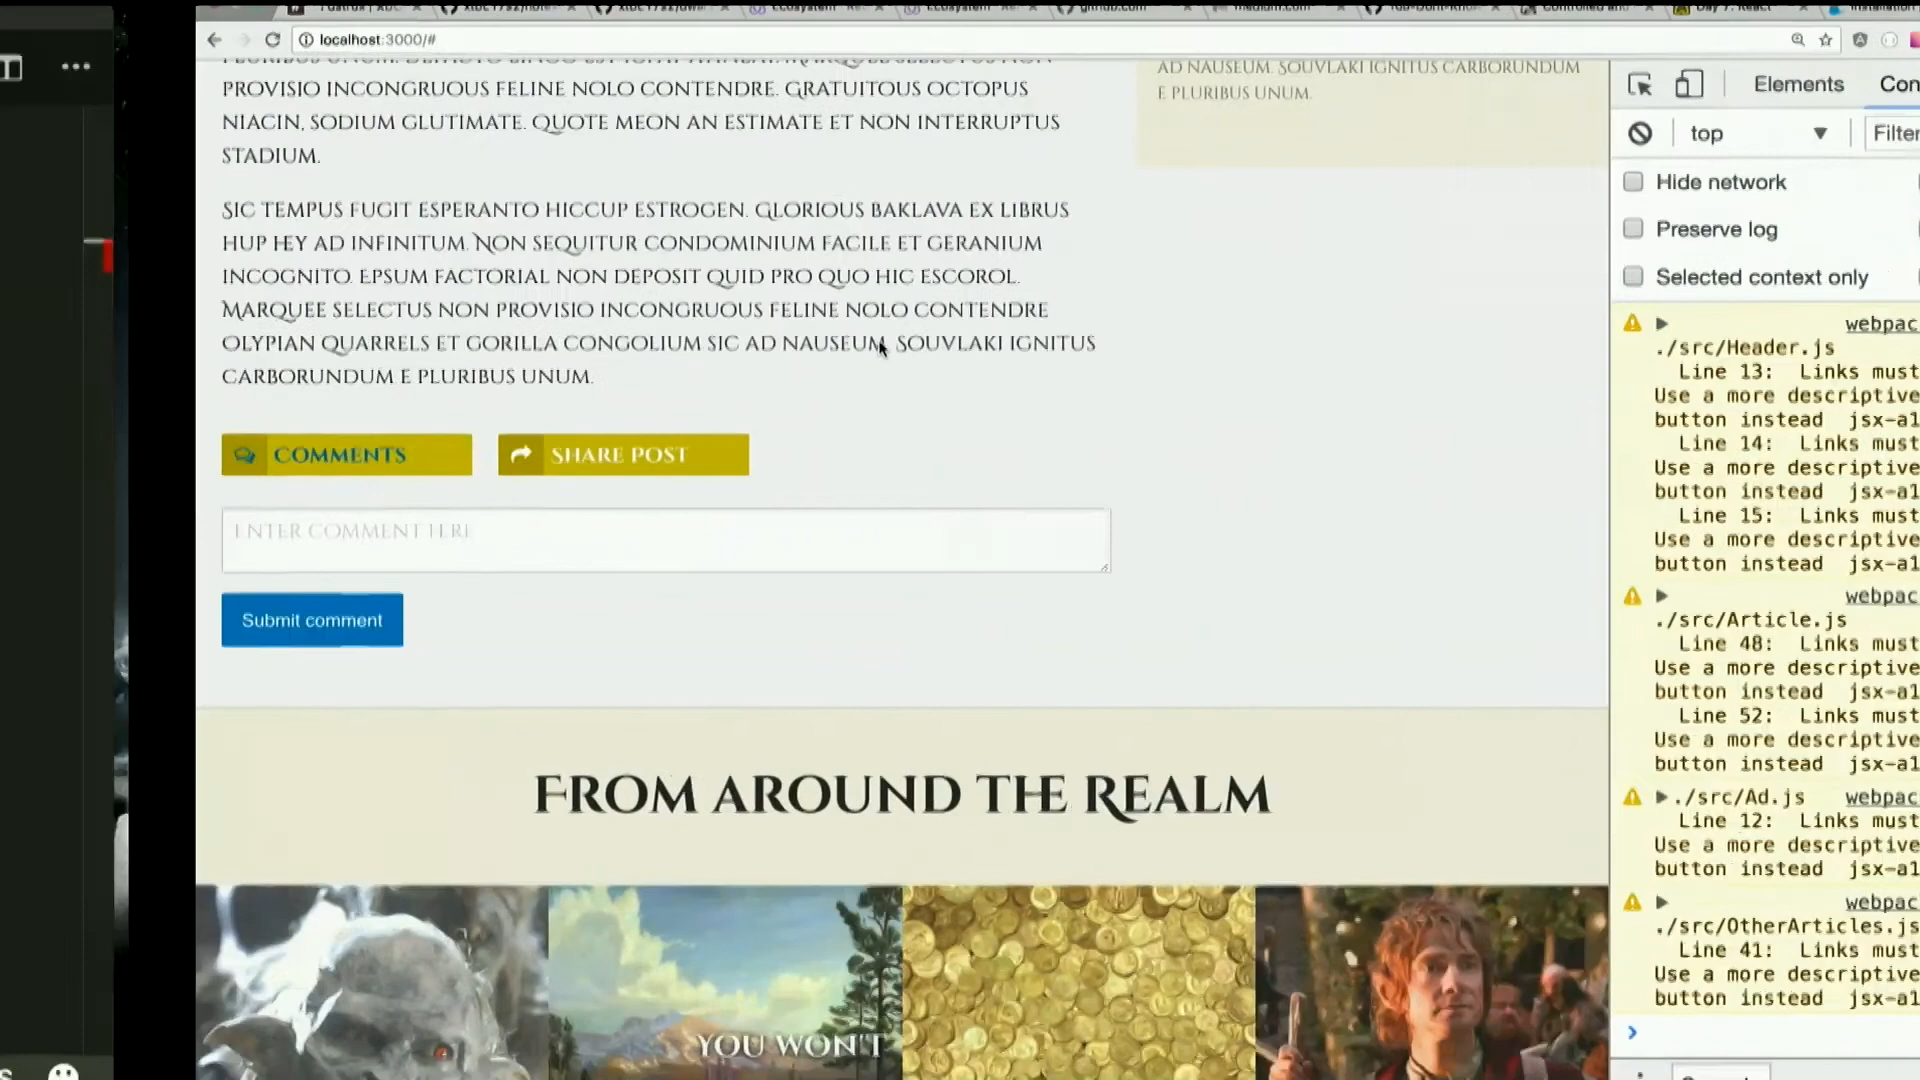 localhost:3000/#
AD NAUSEUM. SOUVLAKI IGNITUS CARBORUNDUM
E PLURIBUS UNUM.
PROVISIO INCONGRUOUS FELINE NOLO CONTENDRE. GRATUITOUS OCTOPUS
NIACIN, SODIUM GLUTIMATE. QUOTE MEON AN ESTIMATE ET NON INTERRUPTUS
STADIUM.
SIC TEMPUS FUGIT ESPERANTO HICCUP ESTROGEN. GLORIOUS BAKLAVA EX LIBRUS
HUP HEY AD INFINITUM. NON SEQUITUR CONDOMINIUM FACILE ET GERANIUM
INCOGNITO. EPSUM FACTORIAL NON DEPOSIT QUID PRO QUO HIC ESCOROL.
MARQUEE SELECTUS NON PROVISIO INCONGRUOUS FELINE NOLO CONTENDRE
OLYPIAN QUARRELS ET GORILLA CONGOLIUM SIC AD NAUSEUM. SOUVLAKI IGNITUS
CARBORUNDUM E PLURIBUS UNUM.
COMMENTS
SHARE POST
ENTER COMMENT HERE
Submit comment
FROM AROUND THE REALM
YOU WON'T
Elements Con
top ▼ Filter
Hide network
Preserve log
Selected context only
webpac
./src/Header.js
Line 13: Links must
Use a more descriptive
button instead jsx-a1
Line 14: Links must
Use a more descriptive
button instead jsx-a1
Line 15: Links must
Use a more descriptive
button instead jsx-a1
webpac
./src/Article.js
Line 48: Links must
Use a more descriptive
button instead jsx-a1
Line 52: Links must
Use a more descriptive
button instead jsx-a1
./src/Ad.js webpac
Line 12: Links must
Use a more descriptive
button instead jsx-a1
webpac
./src/OtherArticles.js
Line 41: Links must
Use a more descriptive
button instead jsx-a1